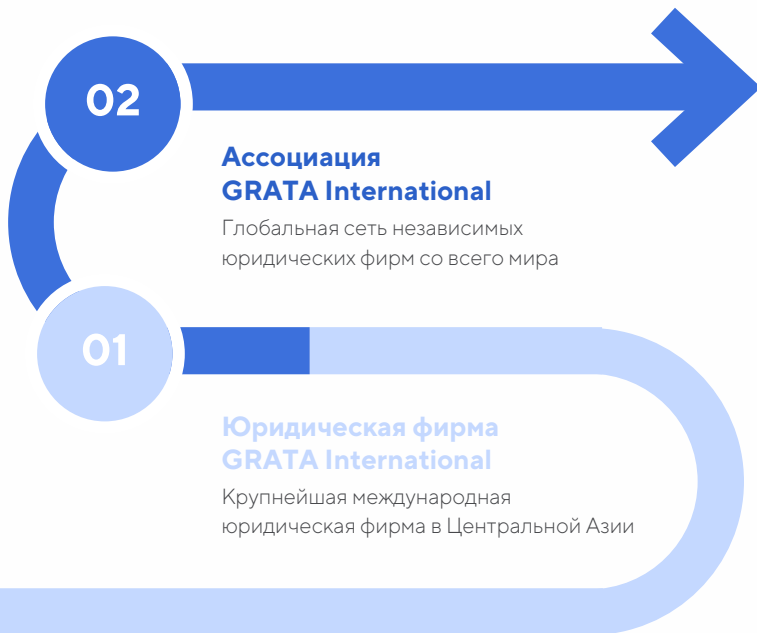 02
Ассоциация
GRATA International
Глобальная сеть независимых
юридических фирм со всего мира
01
Юридическая фирма
GRATA International
Крупнейшая международная
юридическая фирма в Центральной Азии